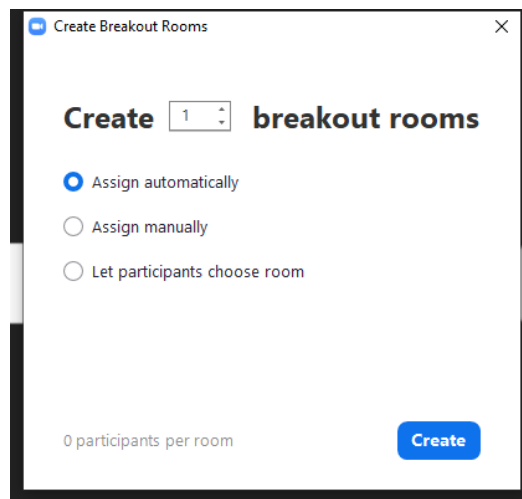 Create Breakout Rooms
Create 1 breakout rooms
Assign automatically
Assign manually
Let participants choose room
0 participants per room
Create